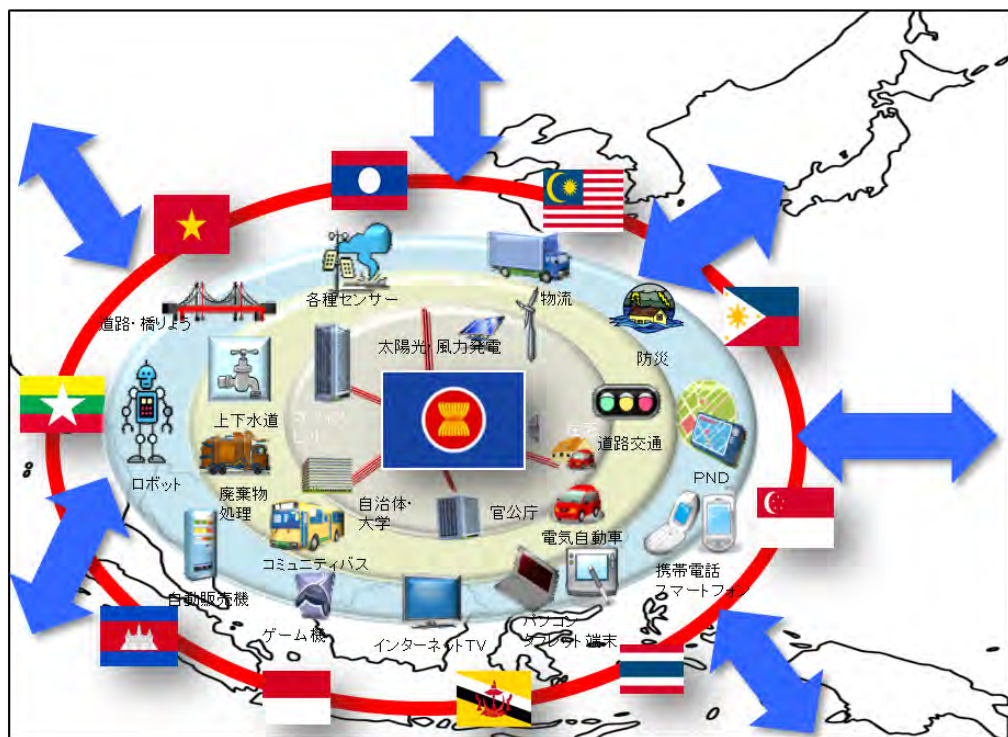 各種センサー
物流
道路・橋りょう
太陽光・風力発電
防災
上下水道
道路交通
ロボット
廃棄物
処理
自治体・
大学
官公庁
PND
電気自動車
コミュニティバス
携帯電話
スマートフォン
自動販売機
ゲーム機
インターネットTV
パソコン
タブレット端末